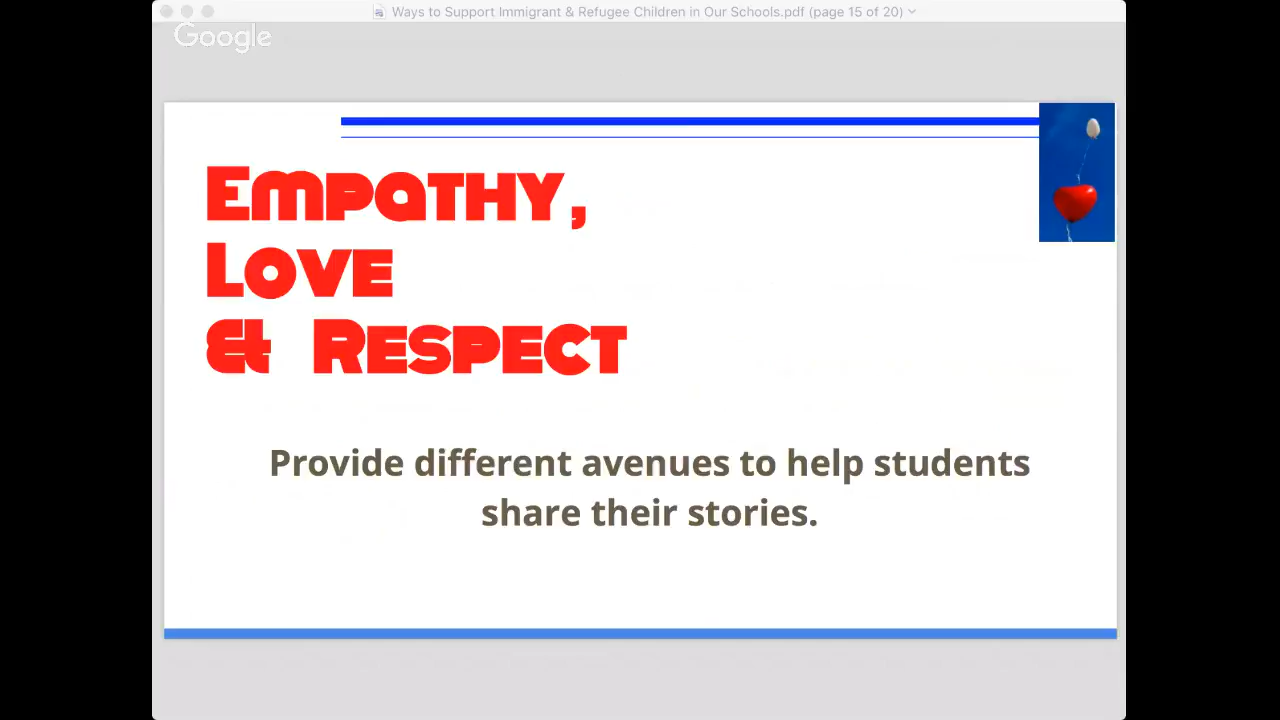 Ways to Support Immigrant & Refugee Children in Our Schools.pdf (page 15 of 20)
Google
Empathy,
Love
& Respect
Provide different avenues to help students
share their stories.